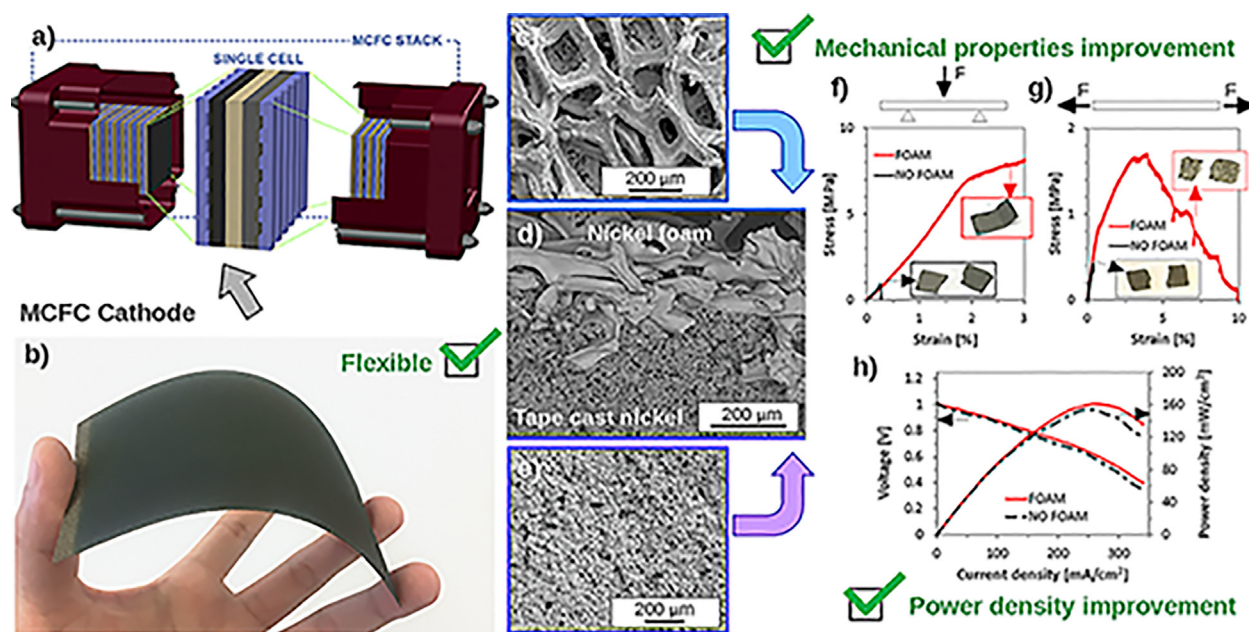 a)
MCFC STACK
SINGLE CELL
MCFC Cathode
b)
Flexible
c)
200 µm
d)
Nickel foam
Tape cast nickel
200 µm
e)
200 µm
Mechanical properties improvement
f)
F
10
5
0
Stress [MPa]
FOAM
NO FOAM
0
1
2
3
Strain [%]
g)
F
F
2
1
0
Stress [MPa]
FOAM
NO FOAM
0
5
10
Strain [%]
h)
1.2
1
0.8
0.6
0.4
0.2
0
Voltage [V]
200
160
120
80
40
0
Power density [mW/cm²]
FOAM
NO FOAM
0
100
200
300
Current density [mA/cm²]
Power density improvement